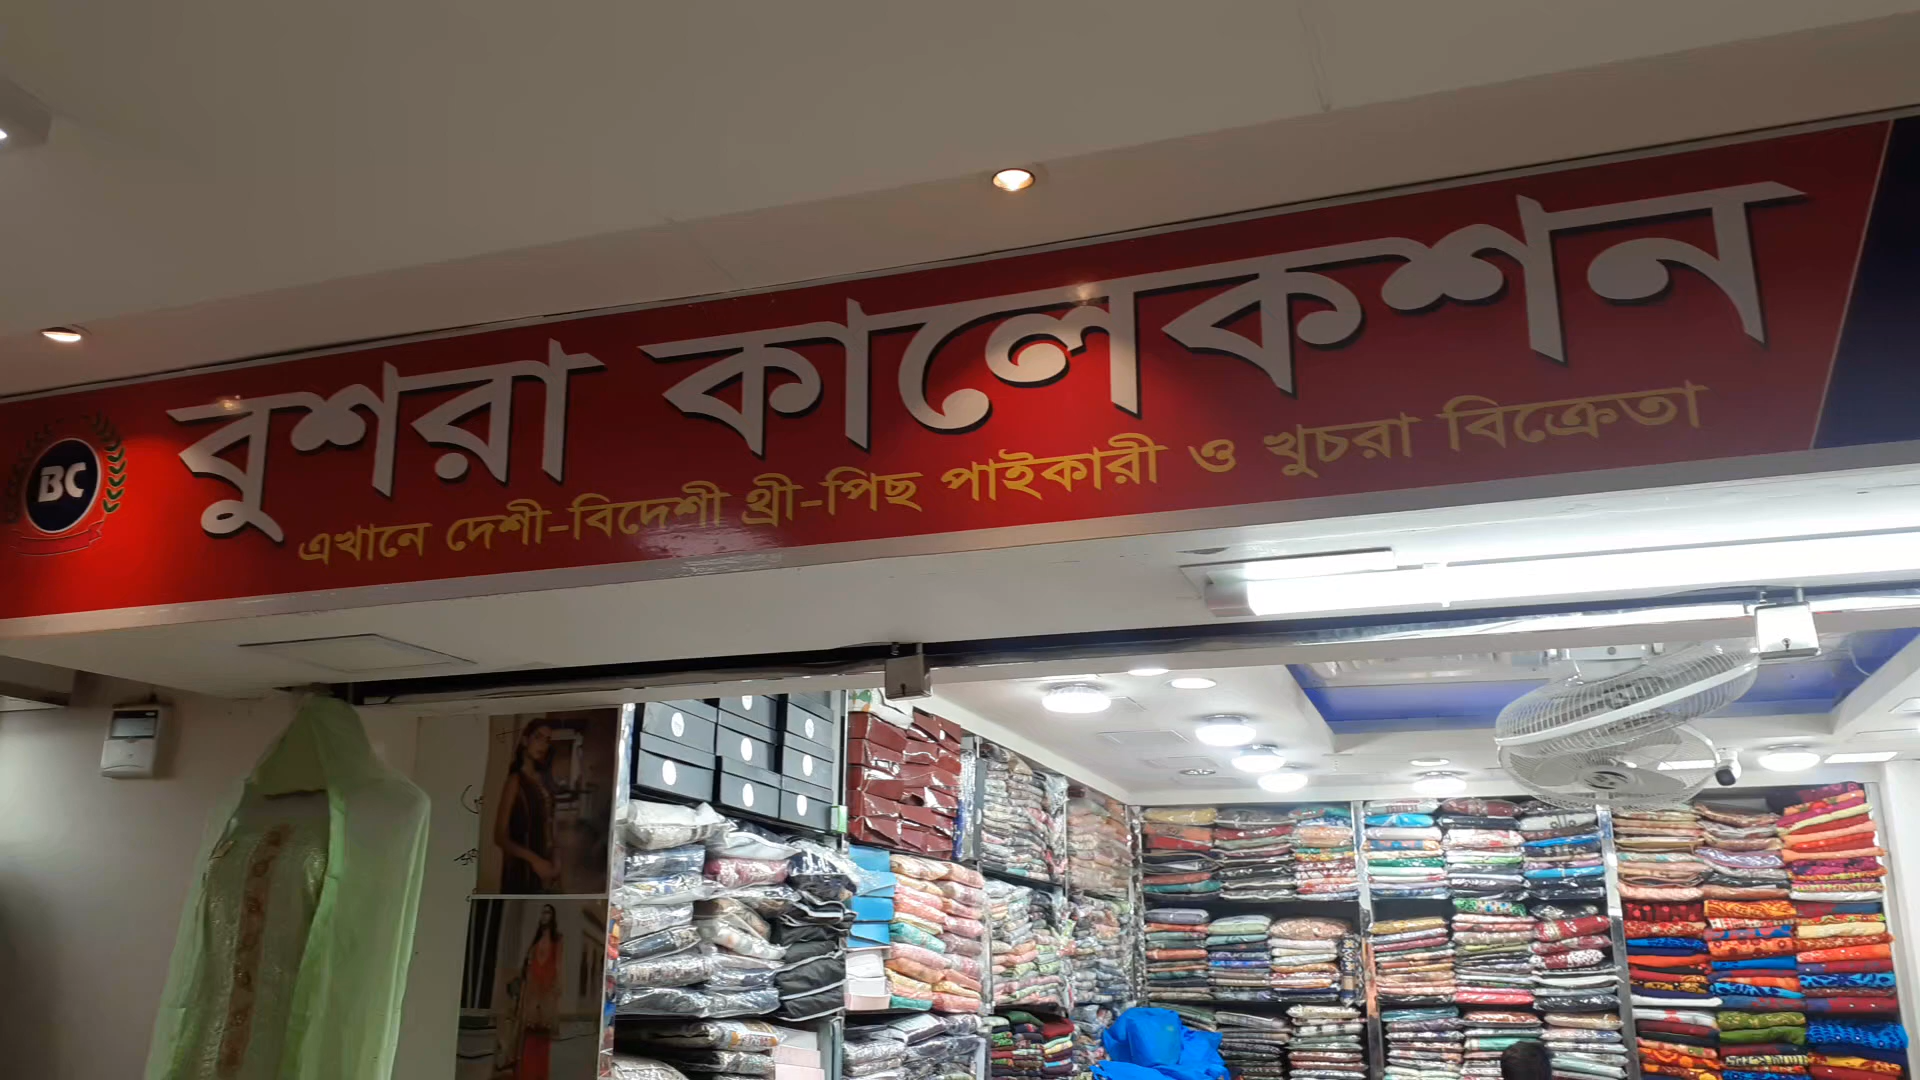 বুশরা কালেকশন
BC
এখানে দেশী-বিদেশী থ্রী-পিছ পাইকারী ও খুচরা বিক্রেতা